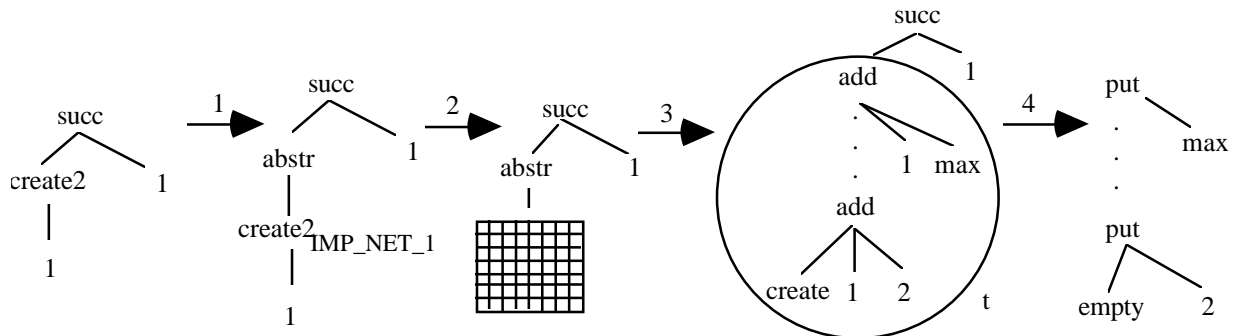 succ
create2
1
1
1
succ
abstr
1
create2
IMP_NET_1
1
2
succ
abstr
1
3
succ
1
add
1
max
add
create
1
2
t
4
put
max
put
empty
2